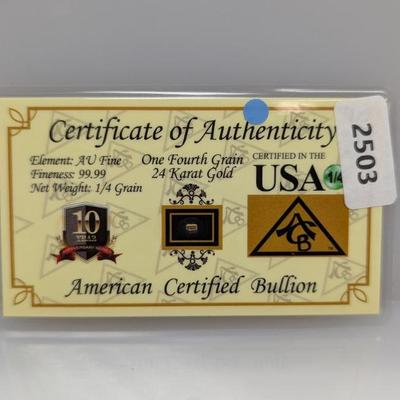 Certificate of Authenticity
Element: AU Fine
Fineness: 99.99
Net Weight: 1/4 Grain
One Fourth Grain
24 Karat Gold
CERTIFIED IN THE
USA
1/4
2503
10
YEAR
ACB
TM
American Certified Bullion